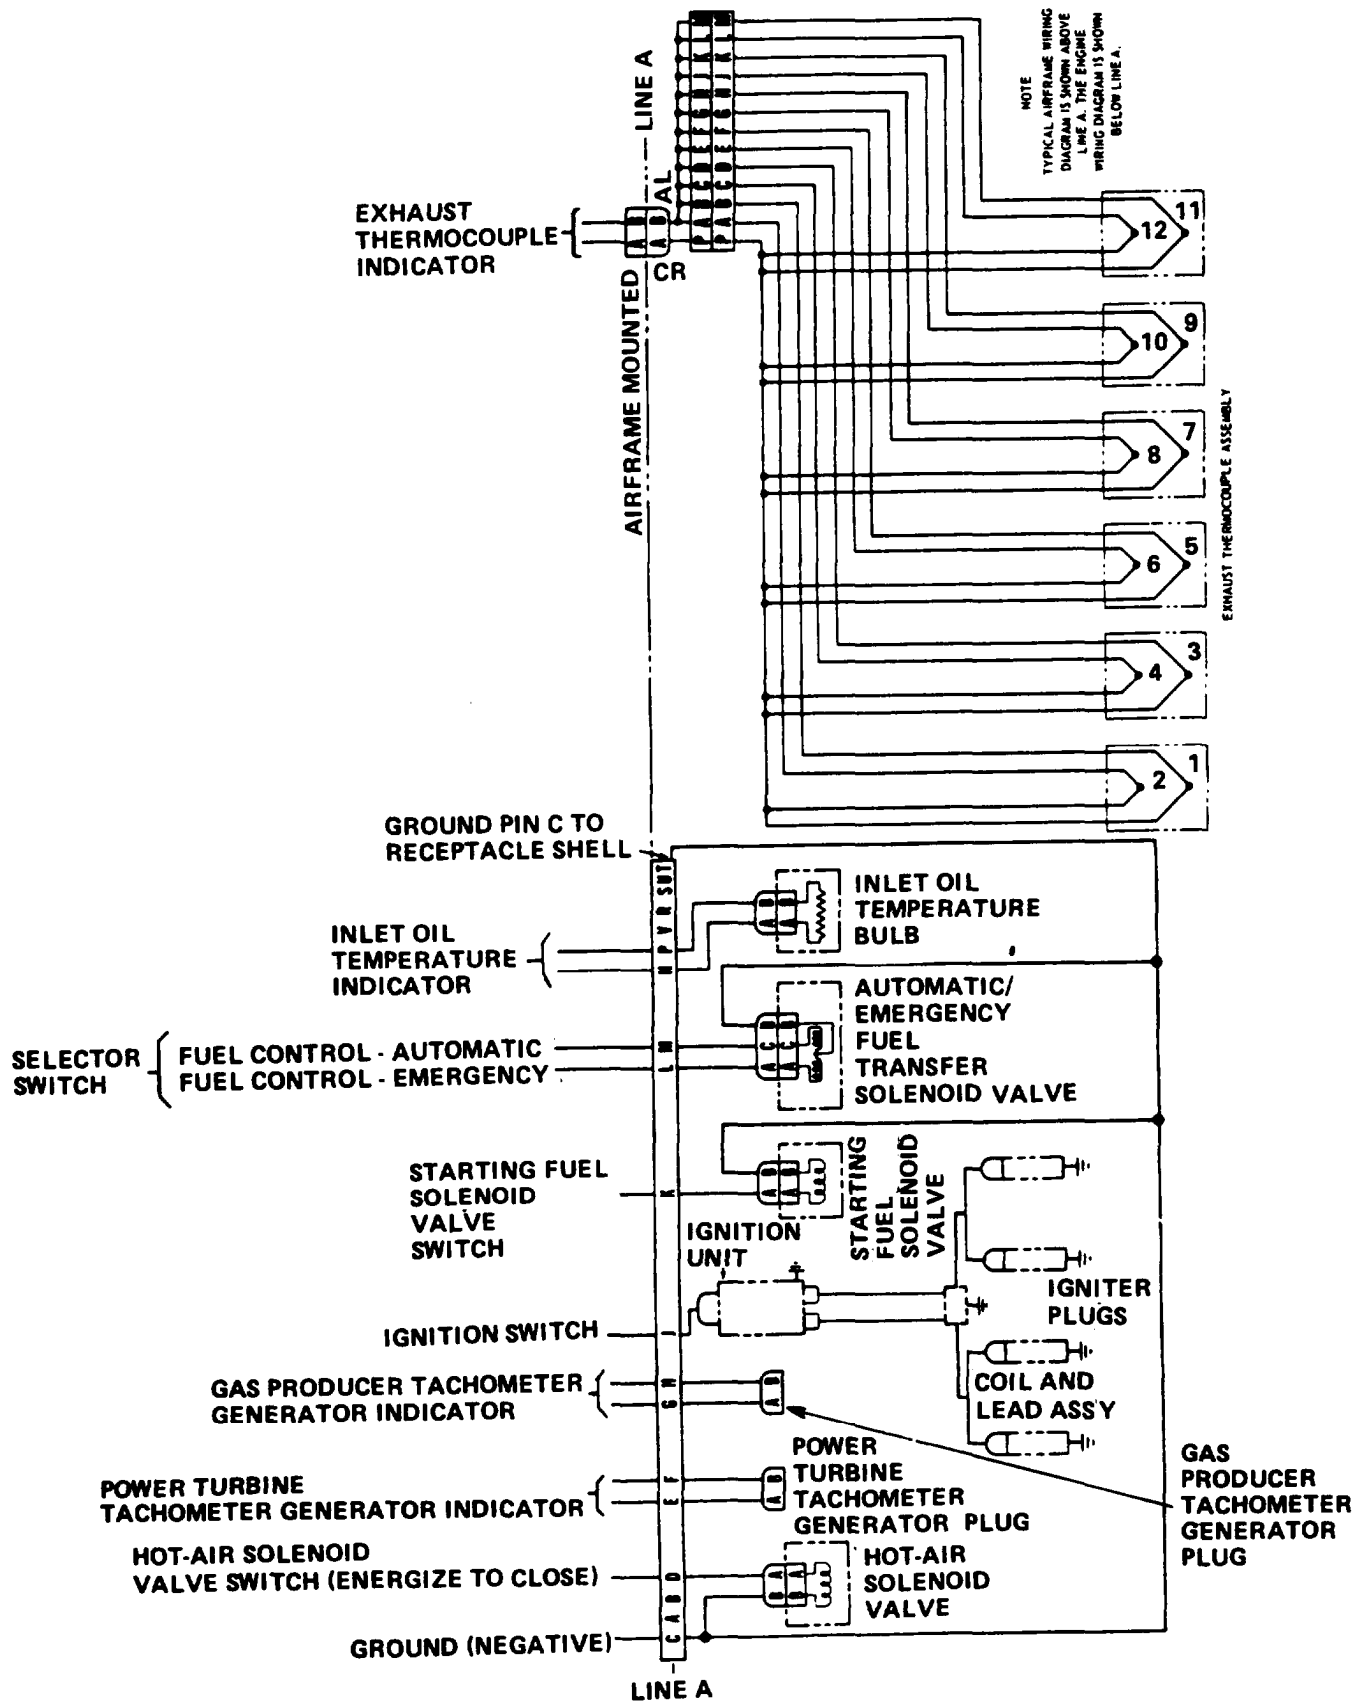 NOTE
TYPICAL AIRFRAME WIRING
DIAGRAM IS SHOWN ABOVE
LINE A. THE ENGINE
WIRING DIAGRAM IS SHOWN
BELOW LINE A.
LINE A
AL
CR
EXHAUST
THERMOCOUPLE
INDICATOR
AIRFRAME MOUNTED
B B
A A
L L
K K
J J
H H
G G
F F
E E
D D
C C
B B
A A
P P
11
12
9
10
7
8
5
6
3
4
1
2
EXHAUST THERMOCOUPLE ASSEMBLY
GROUND PIN C TO
RECEPTACLE SHELL
C A B D E F G H J K L M N P V R S U T
INLET OIL
TEMPERATURE
INDICATOR
B B
A A
INLET OIL
TEMPERATURE
BULB
SELECTOR
SWITCH
FUEL CONTROL - AUTOMATIC
FUEL CONTROL - EMERGENCY
B B
C C
A A
AUTOMATIC/
EMERGENCY
FUEL
TRANSFER
SOLENOID VALVE
STARTING FUEL
SOLENOID
VALVE
SWITCH
B B
A A
STARTING
FUEL
SOLENOID
VALVE
IGNITION
UNIT
IGNITION SWITCH
IGNITER
PLUGS
COIL AND
LEAD ASS'Y
GAS PRODUCER TACHOMETER
GENERATOR INDICATOR
A B
GAS
PRODUCER
TACHOMETER
GENERATOR
PLUG
POWER TURBINE
TACHOMETER GENERATOR INDICATOR
A B
POWER
TURBINE
TACHOMETER
GENERATOR PLUG
HOT-AIR SOLENOID
VALVE SWITCH (ENERGIZE TO CLOSE)
A A
B B
HOT-AIR
SOLENOID
VALVE
GROUND (NEGATIVE)
LINE A